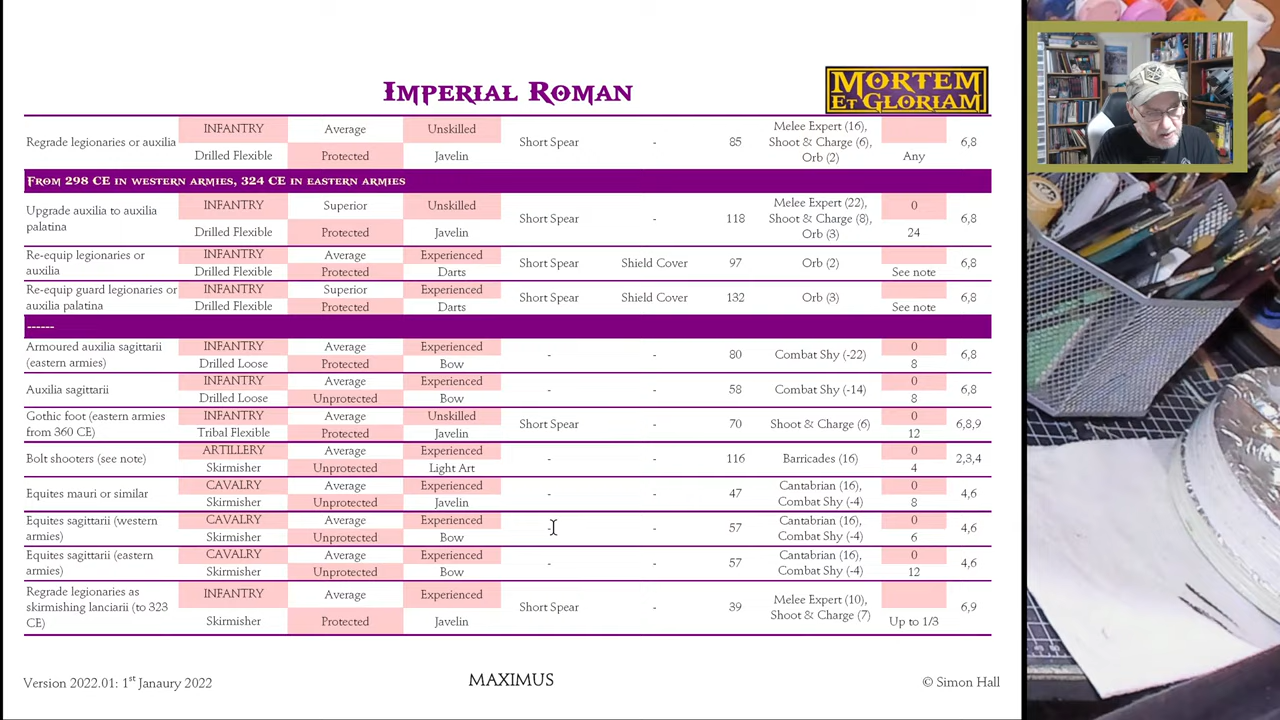 IMPERIAL ROMAN
MORTEM
ET GLORIAM
Regrade legionaries or auxilia INFANTRY Average Unskilled Short Spear - 85 Melee Expert (16), 6,8
Drilled Flexible Protected Javelin Shoot & Charge (6), Any
Orb (2)
FROM 298 CE IN WESTERN ARMIES, 324 CE IN EASTERN ARMIES
Upgrade auxilia to auxilia INFANTRY Superior Unskilled Short Spear - 118 Melee Expert (22), 0 6,8
palatina Drilled Flexible Protected Javelin Shoot & Charge (8), 24
Orb (3)
Re-equip legionaries or INFANTRY Average Experienced Short Spear Shield Cover 97 Orb (2) 6,8
auxilia Drilled Flexible Protected Darts See note
Re-equip guard legionaries or INFANTRY Superior Experienced Short Spear Shield Cover 132 Orb (3) 6,8
auxilia palatina Drilled Flexible Protected Darts See note
------
Armoured auxilia sagittarii INFANTRY Average Experienced - - 80 Combat Shy (-22) 0 6,8
(eastern armies) Drilled Loose Protected Bow 8
Auxilia sagittarii INFANTRY Average Experienced - - 58 Combat Shy (-14) 0 6,8
Drilled Loose Unprotected Bow 8
Gothic foot (eastern armies INFANTRY Average Unskilled Short Spear - 70 Shoot & Charge (6) 0 6,8,9
from 360 CE) Tribal Flexible Protected Javelin 12
Bolt shooters (see note) ARTILLERY Average Experienced - - 116 Barricades (16) 0 2,3,4
Skirmisher Unprotected Light Art 4
Equites mauri or similar CAVALRY Average Experienced - - 47 Cantabrian (16), 0 4,6
Skirmisher Unprotected Javelin Combat Shy (-4) 8
Equites sagittarii (western CAVALRY Average Experienced - - 57 Cantabrian (16), 0 4,6
armies) Skirmisher Unprotected Bow Combat Shy (-4) 6
Equites sagittarii (eastern CAVALRY Average Experienced - - 57 Cantabrian (16), 0 4,6
armies) Skirmisher Unprotected Bow Combat Shy (-4) 12
Regrade legionaries as INFANTRY Average Experienced Short Spear - 39 Melee Expert (10), 6,9
skirmishing lanciarii (to 323 Skirmisher Protected Javelin Shoot & Charge (7) Up to 1/3
CE)
Version 2022.01: 1st Janaury 2022 MAXIMUS © Simon Hall